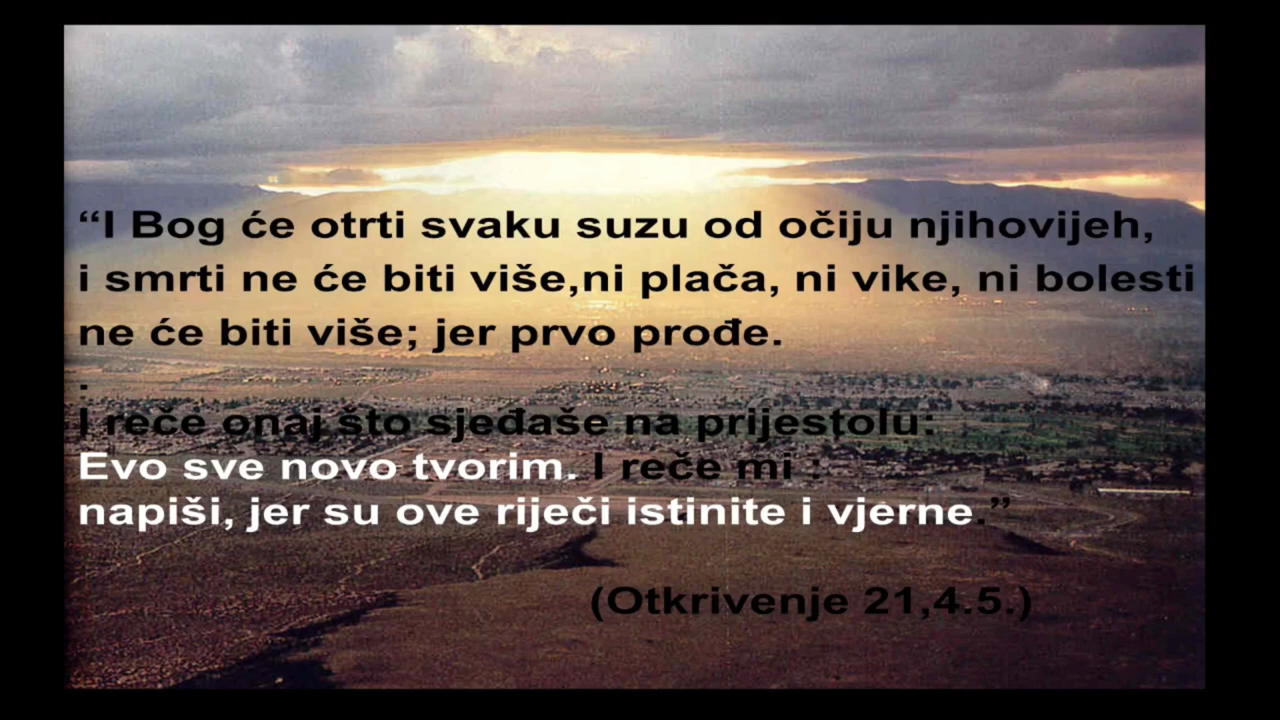 “I Bog će otrti svaku suzu od očiju njihovijeh,
i smrti ne će biti više,ni plača, ni vike, ni bolesti
ne će biti više; jer prvo prođe.
.
I reče onaj što sjeđaše na prijestolu:
Evo sve novo tvorim. I reče mi :
napiši, jer su ove riječi istinite i vjerne.”
(Otkrivenje 21,4.5.)